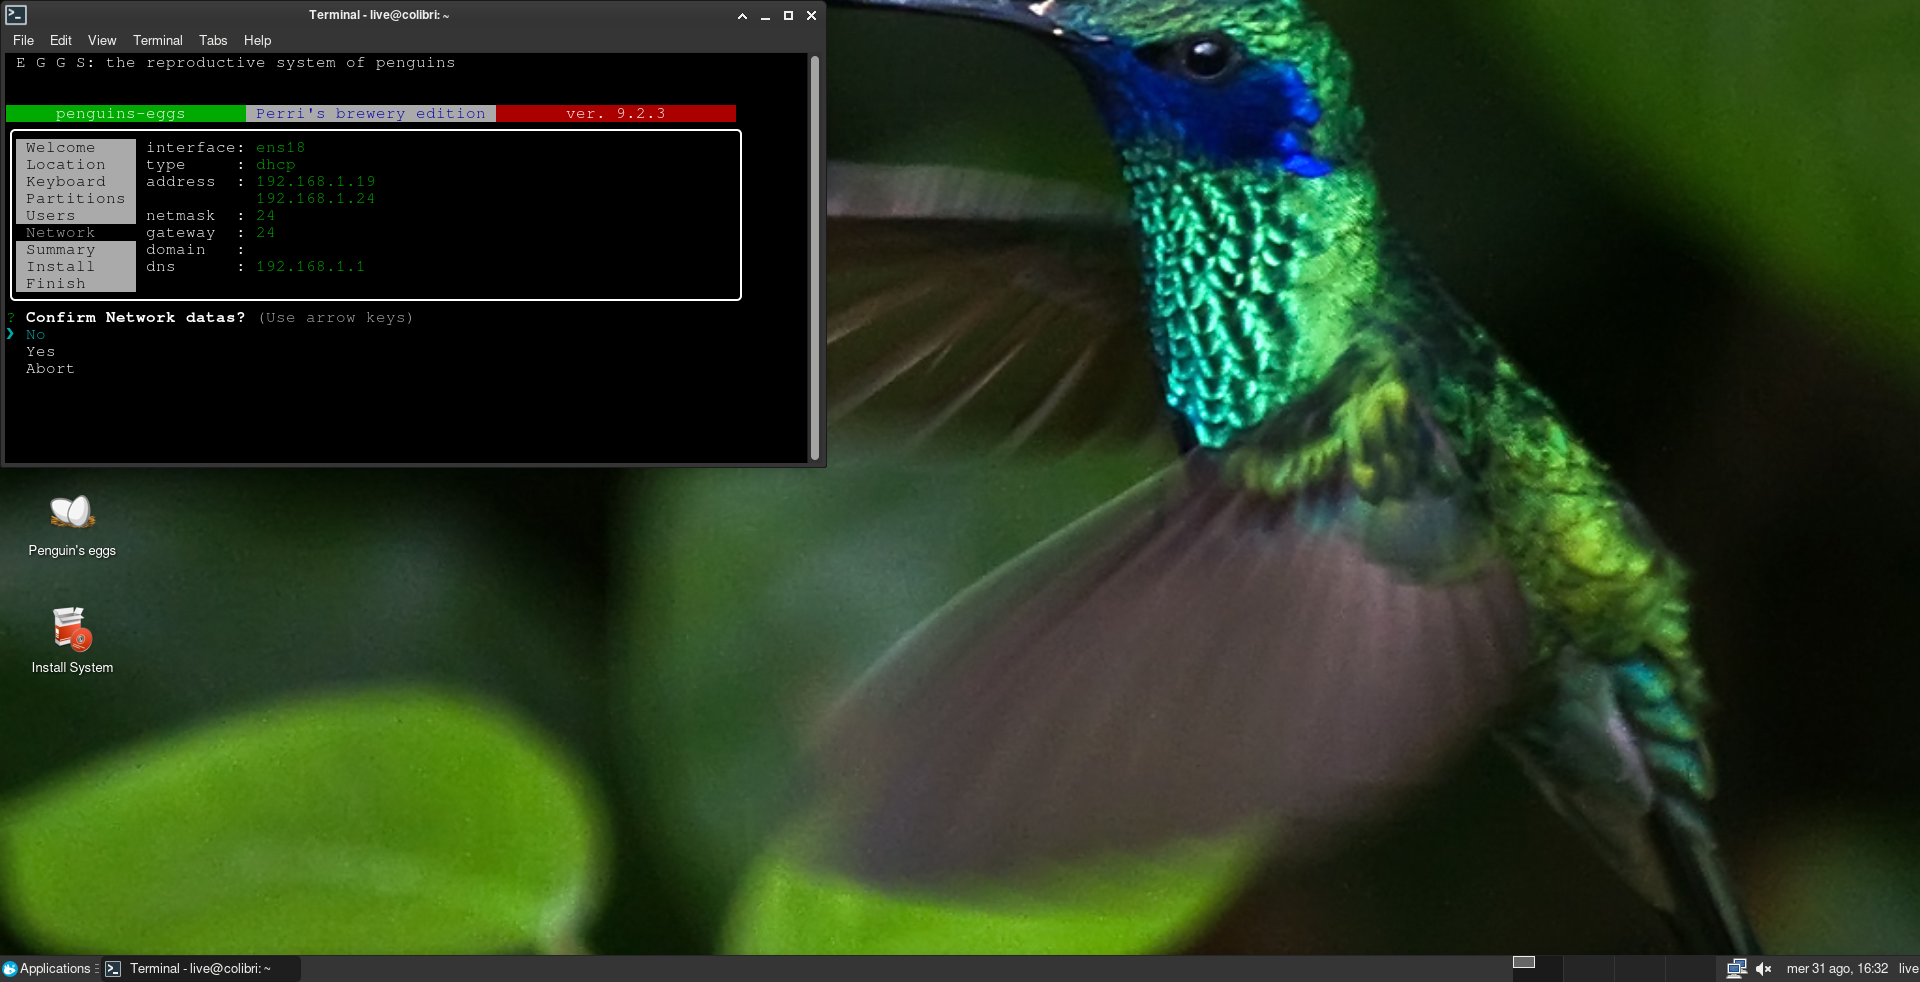 Terminal - live@colibri: ~
File Edit View Terminal Tabs Help
E G G S: the reproductive system of penguins
penguins-eggs Perri's brewery edition ver. 9.2.3
Welcome interface: ens18
Location type : dhcp
Keyboard address : 192.168.1.19
Partitions 192.168.1.24
Users netmask : 24
Network gateway : 24
Summary domain :
Install dns : 192.168.1.1
Finish
? Confirm Network datas? (Use arrow keys)
❯ No
Yes
Abort
Penguin's eggs
Install System
Applications Terminal - live@colibri: ~ mer 31 ago, 16:32 live